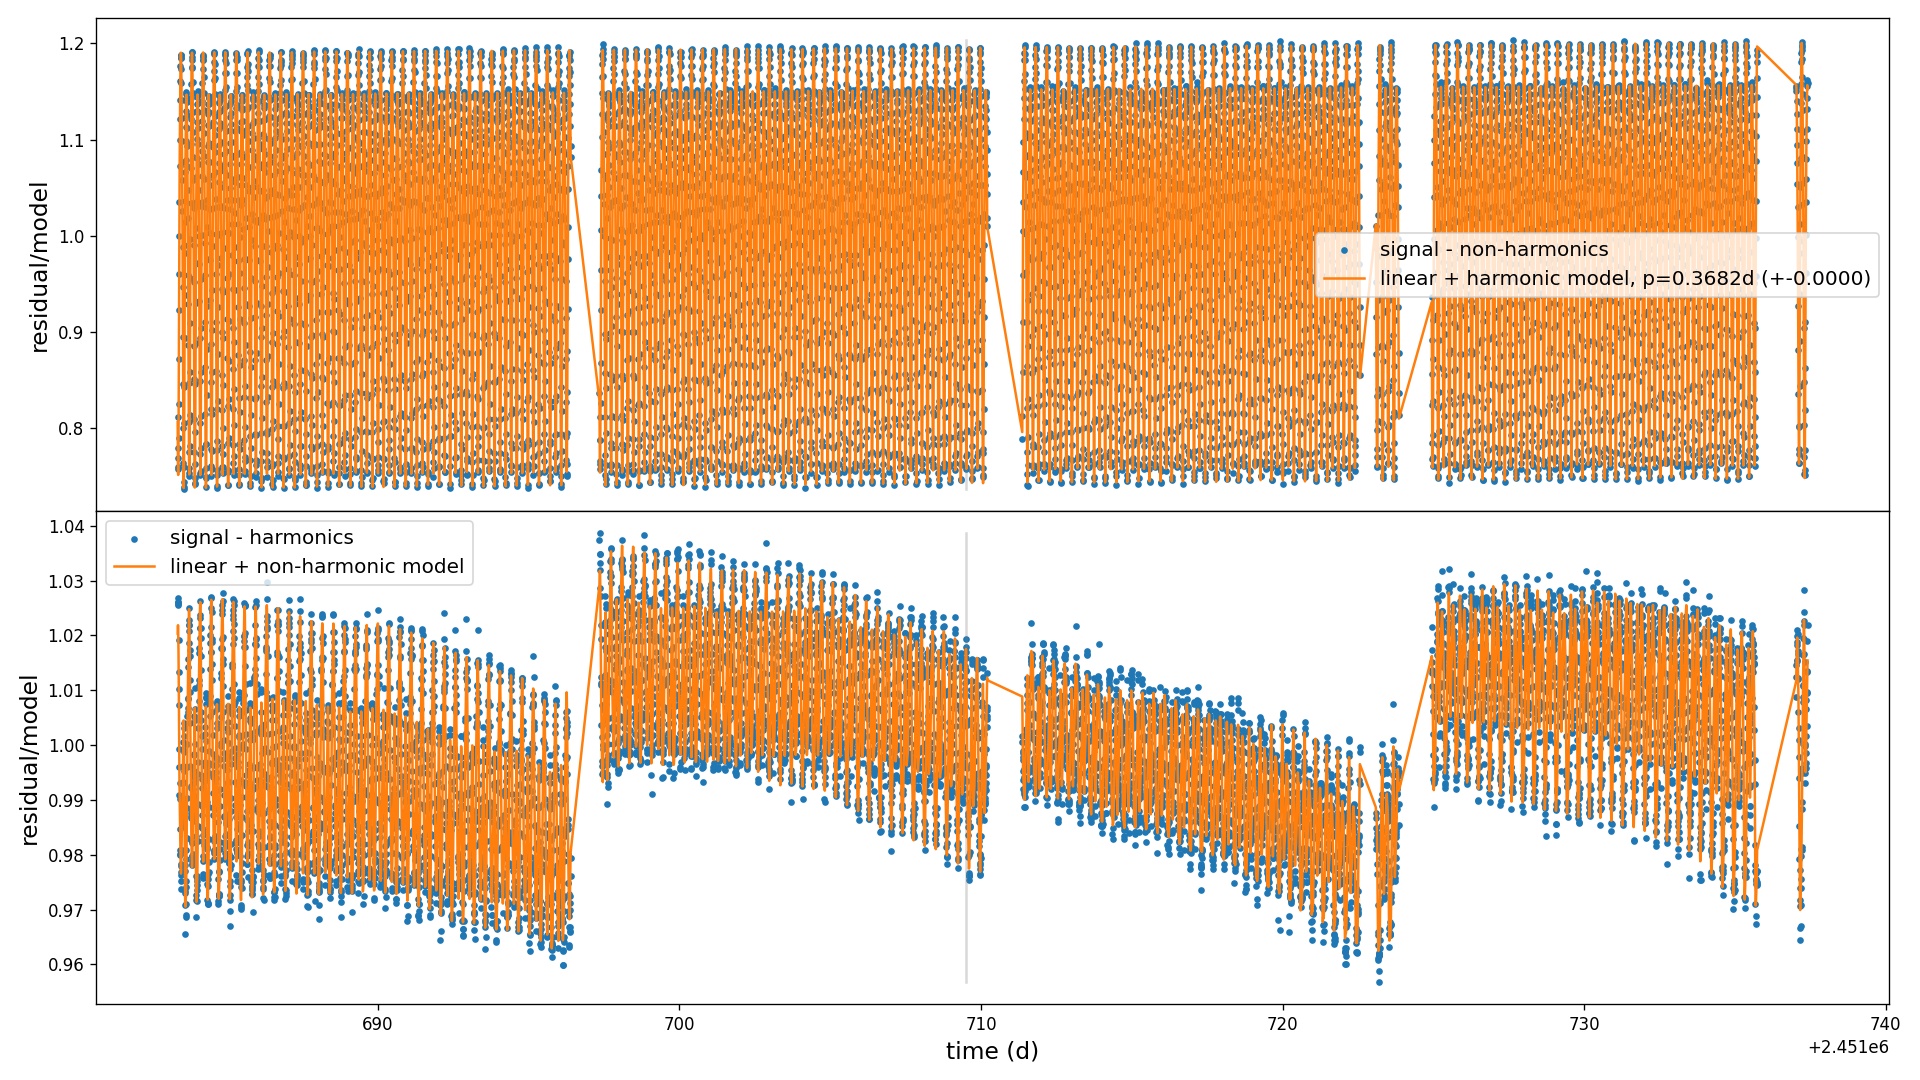 1.2
1.1
1.0
0.9
0.8
residual/model
signal - non-harmonics
linear + harmonic model, p=0.3682d (+-0.0000)
1.04
1.03
1.02
1.01
1.00
0.99
0.98
0.97
0.96
residual/model
signal - harmonics
linear + non-harmonic model
690 700 710 720 730 740
time (d)
+2.451e6